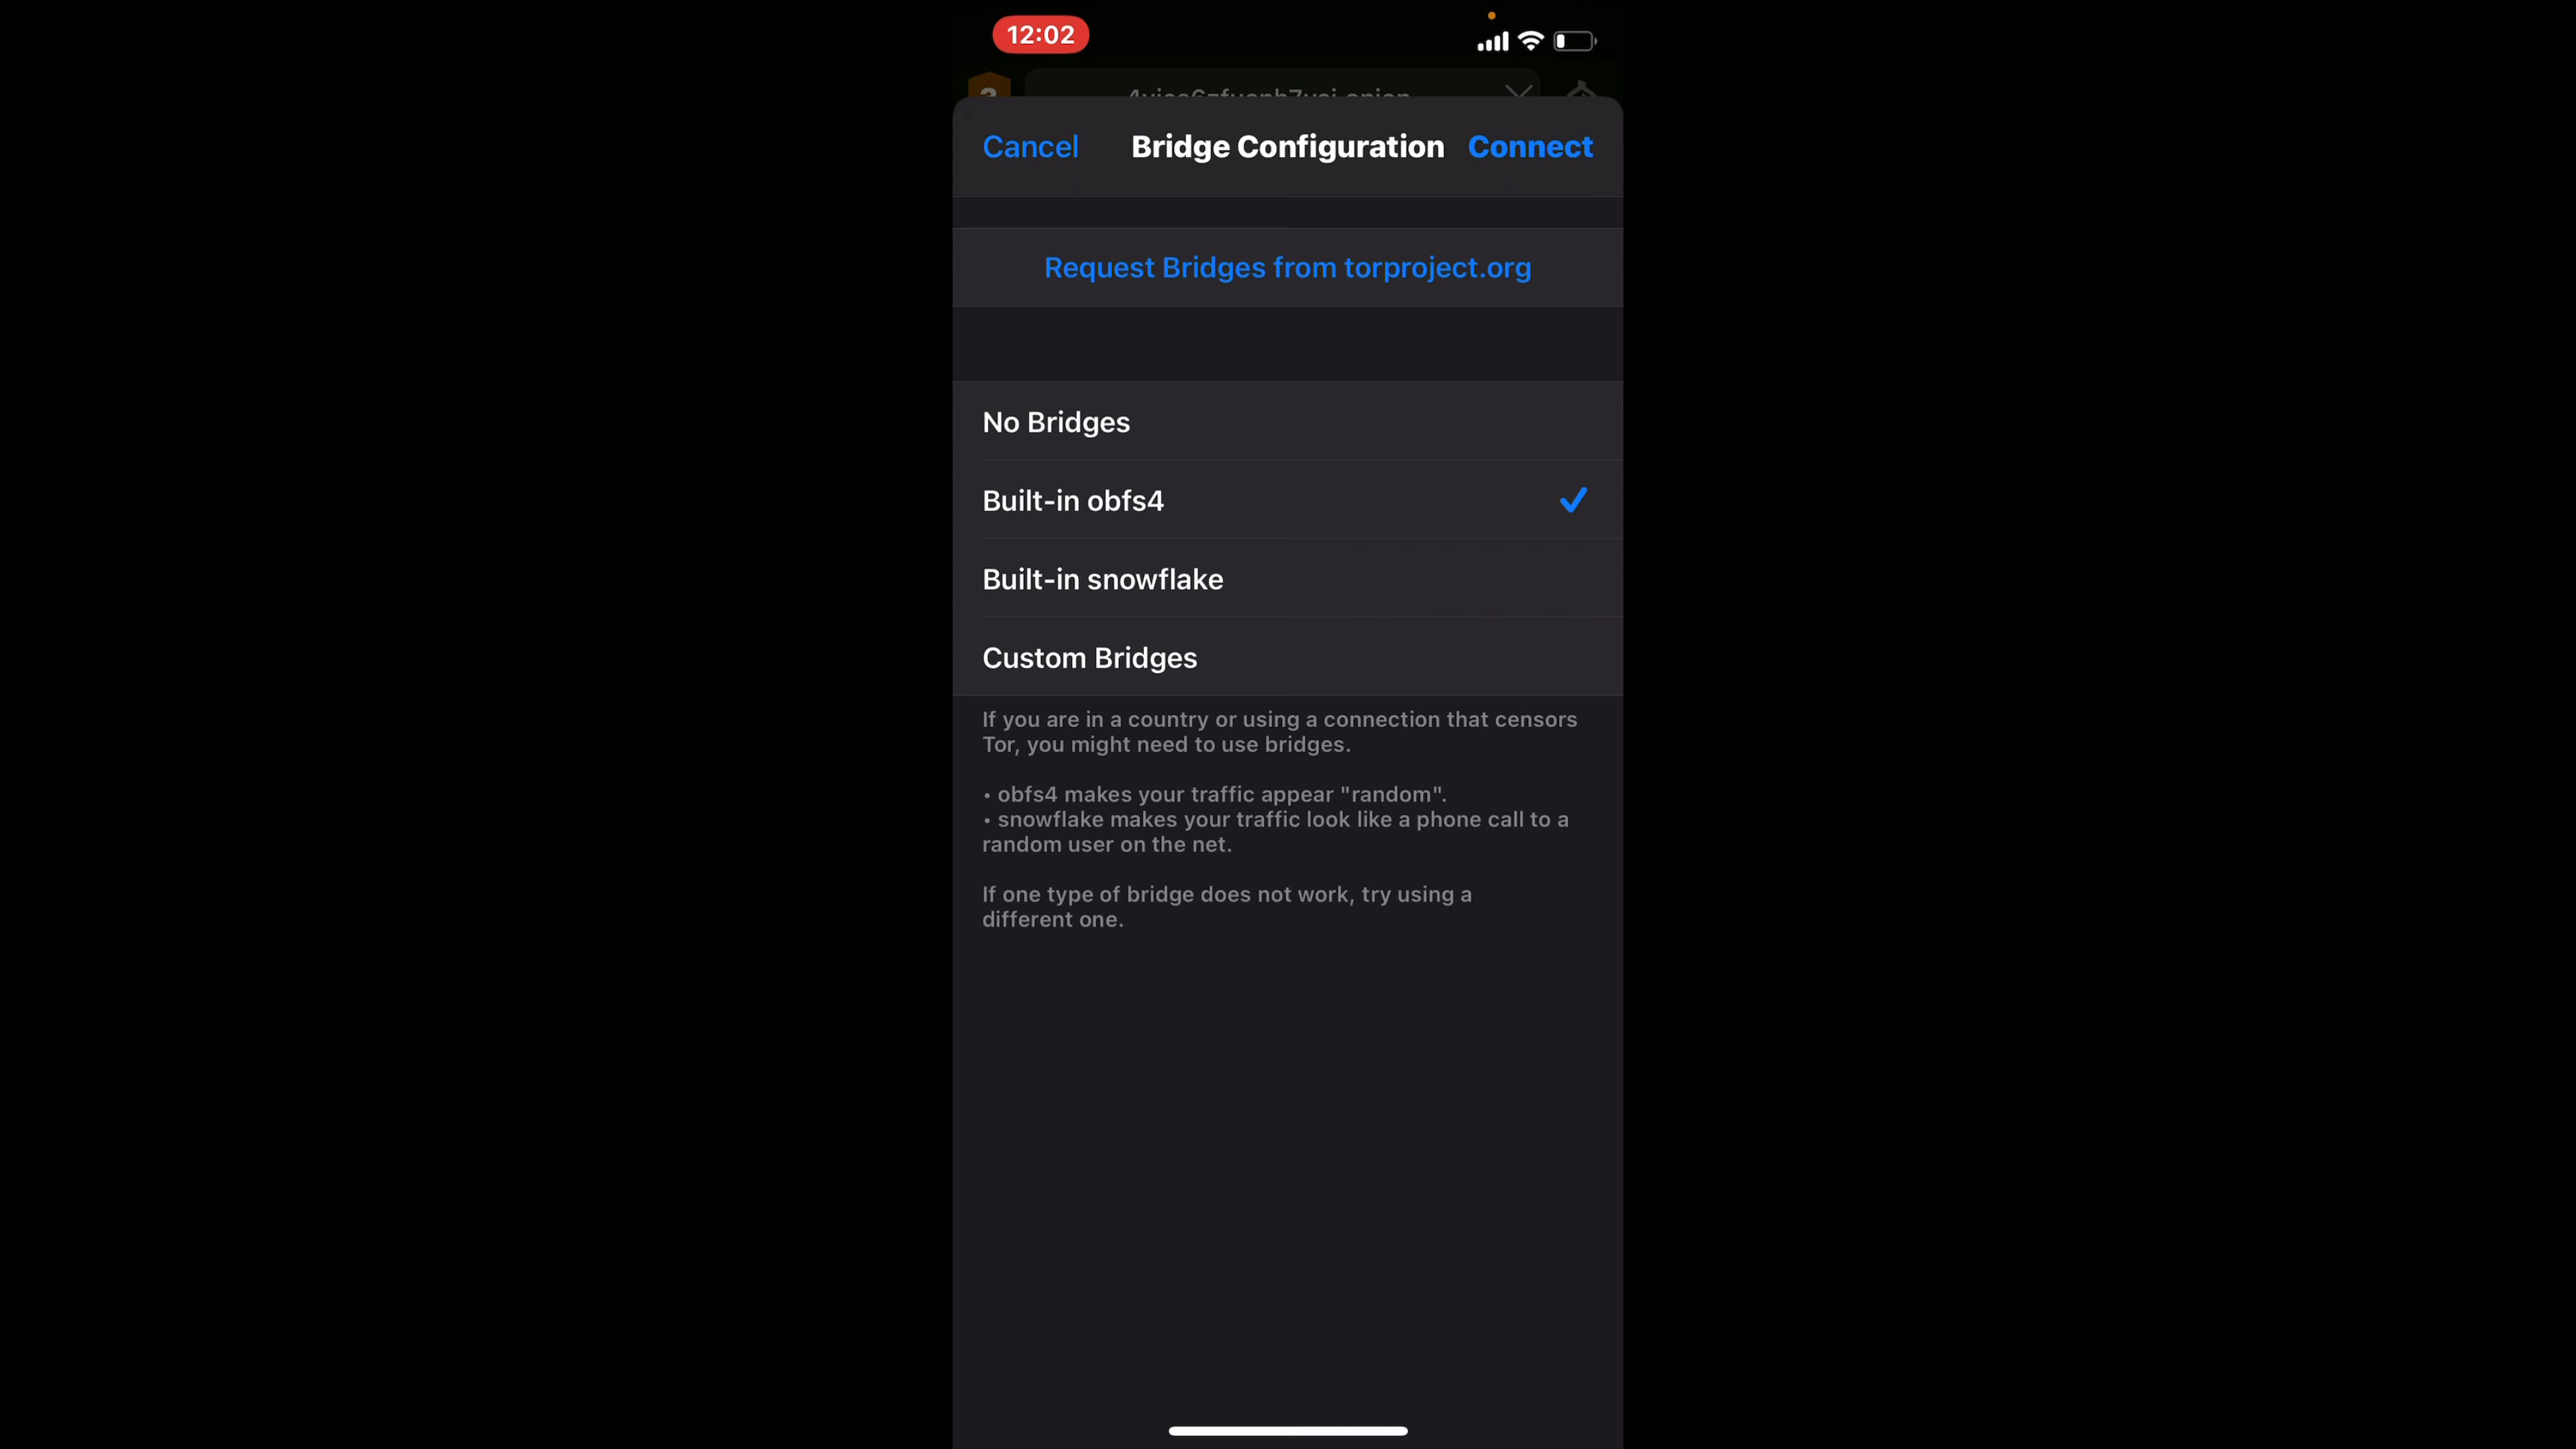 12:02
Cancel
Bridge Configuration
Connect
Request Bridges from torproject.org
No Bridges
Built-in obfs4
Built-in snowflake
Custom Bridges
If you are in a country or using a connection that censors
Tor, you might need to use bridges.
• obfs4 makes your traffic appear "random".
• snowflake makes your traffic look like a phone call to a
random user on the net.
If one type of bridge does not work, try using a
different one.